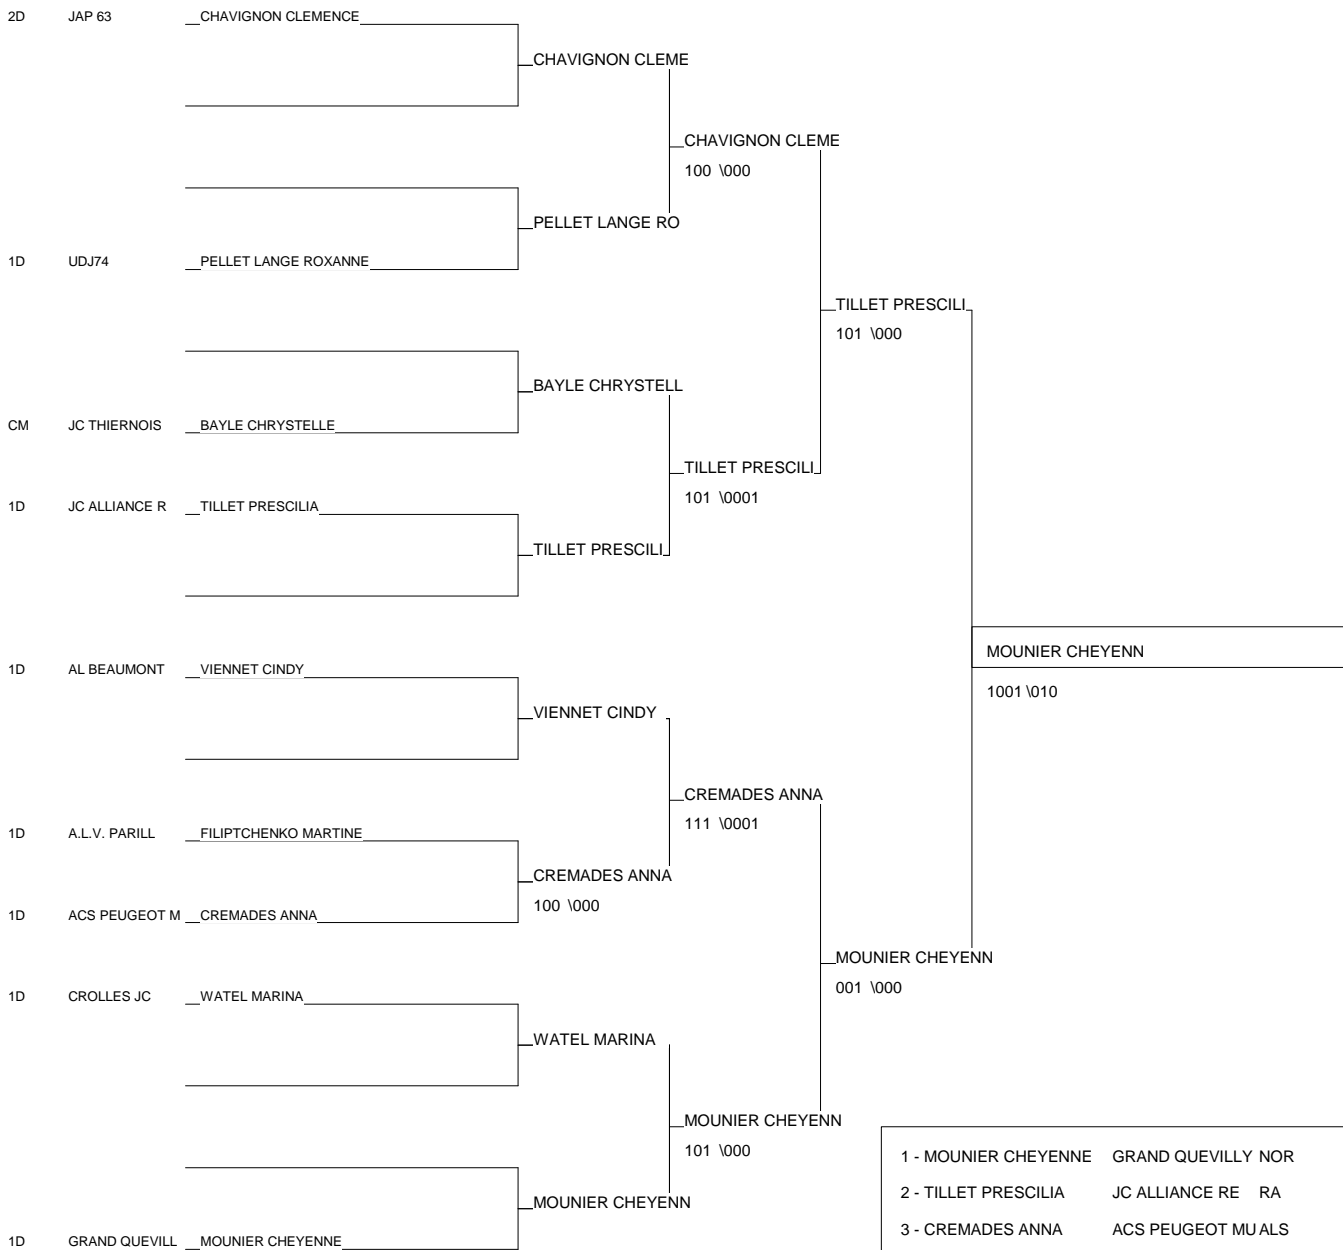 2D JAP 63 CHAVIGNON CLEMENCE
CHAVIGNON CLEME
CHAVIGNON CLEME
100 \000
PELLET LANGE RO
1D UDJ74 PELLET LANGE ROXANNE
TILLET PRESCILI
101 \000
BAYLE CHRYSTELL
CM JC THIERNOIS BAYLE CHRYSTELLE
TILLET PRESCILI
101 \0001
1D JC ALLIANCE R TILLET PRESCILIA
TILLET PRESCILI
MOUNIER CHEYENN
1001 \010
1D AL BEAUMONT VIENNET CINDY
VIENNET CINDY
CREMADES ANNA
111 \0001
1D A.L.V. PARILL FILIPTCHENKO MARTINE
CREMADES ANNA
100 \000
1D ACS PEUGEOT M CREMADES ANNA
MOUNIER CHEYENN
001 \000
1D CROLLES JC WATEL MARINA
WATEL MARINA
MOUNIER CHEYENN
101 \000
MOUNIER CHEYENN
1D GRAND QUEVILL MOUNIER CHEYENNE
1 - MOUNIER CHEYENNE GRAND QUEVILLY NOR
2 - TILLET PRESCILIA JC ALLIANCE RE RA
3 - CREMADES ANNA ACS PEUGEOT MU ALS